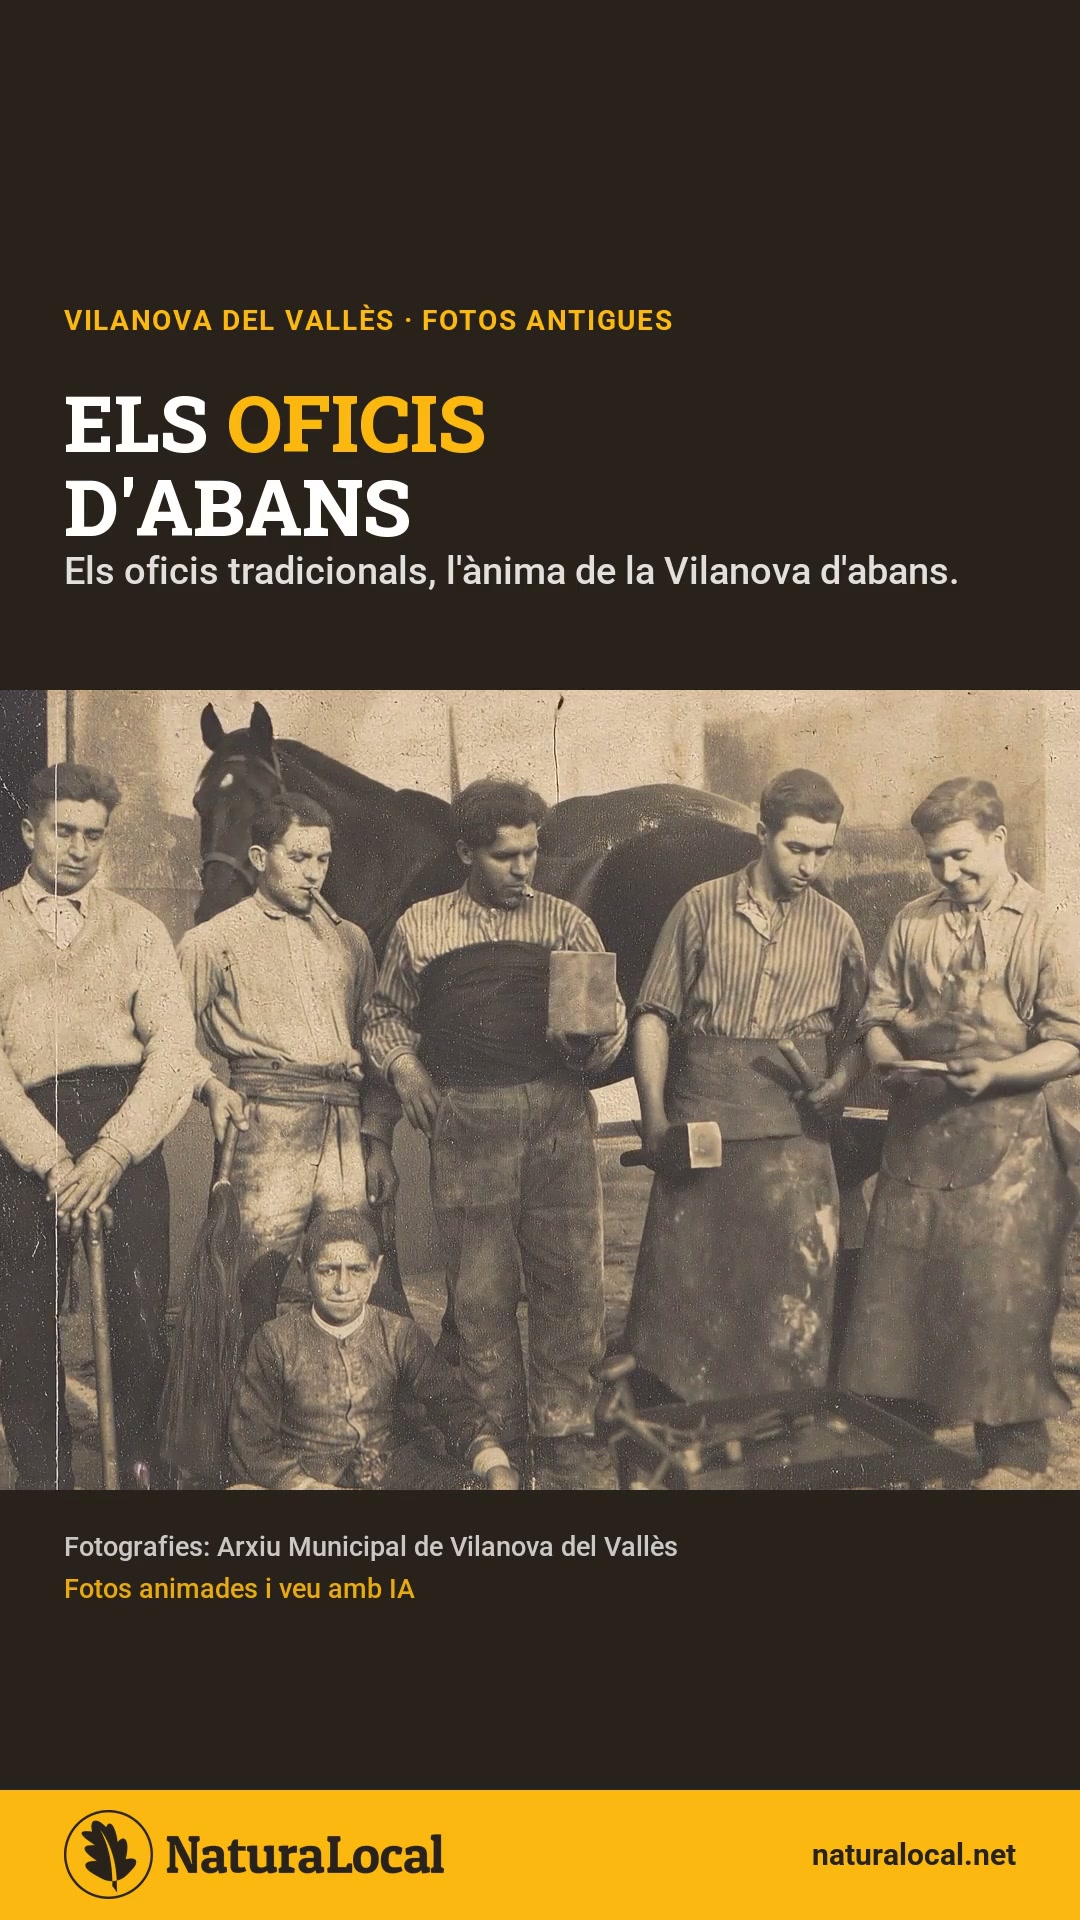 VILANOVA DEL VALLÈS · FOTOS ANTIGUES
ELS OFICIS
D'ABANS
Els oficis tradicionals, l'ànima de la Vilanova d'abans.
Fotografies: Arxiu Municipal de Vilanova del Vallès
Fotos animades i veu amb IA
NaturaLocal
naturalocal.net